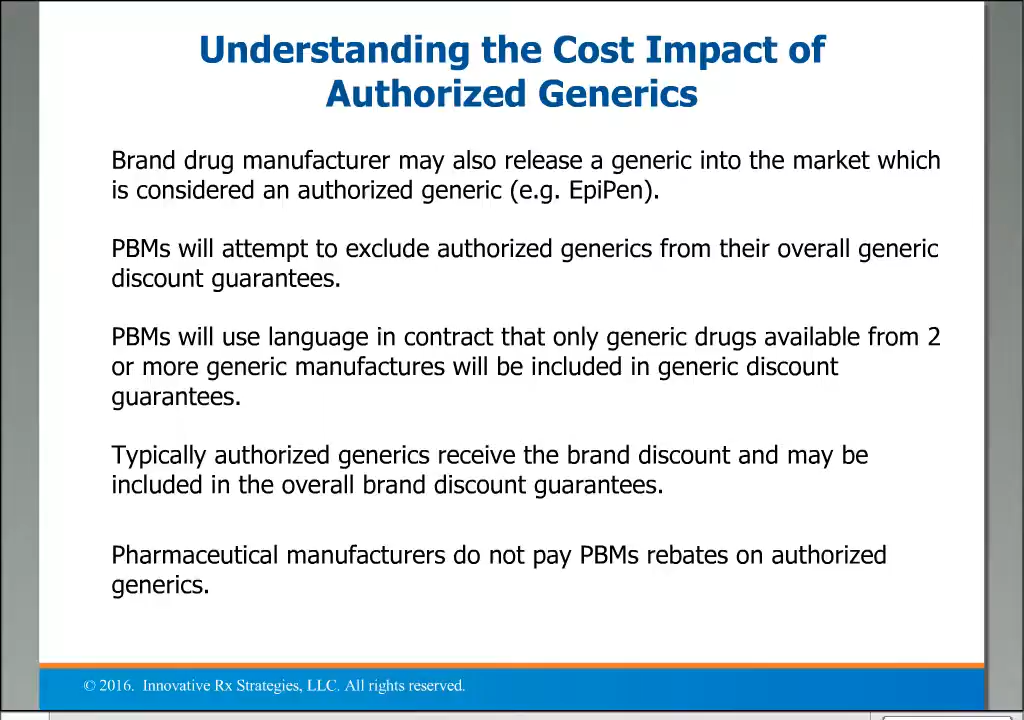 Understanding the Cost Impact of
Authorized Generics
Brand drug manufacturer may also release a generic into the market which
is considered an authorized generic (e.g. EpiPen).
PBMs will attempt to exclude authorized generics from their overall generic
discount guarantees.
PBMs will use language in contract that only generic drugs available from 2
or more generic manufactures will be included in generic discount
guarantees.
Typically authorized generics receive the brand discount and may be
included in the overall brand discount guarantees.
Pharmaceutical manufacturers do not pay PBMs rebates on authorized
generics.
© 2016.  Innovative Rx Strategies, LLC. All rights reserved.